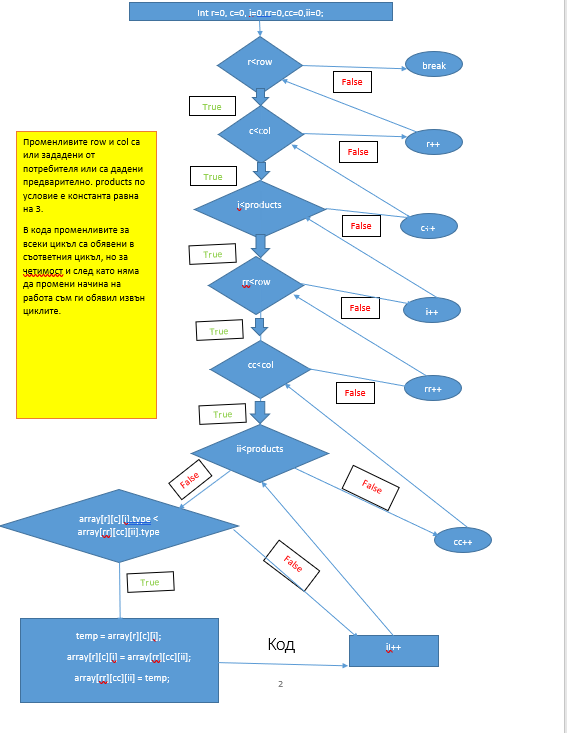 int r=0, c=0, i=0,rr=0,cc=0,ii=0;
r<row
break
False
True
c<col
r++
False
True
i<products
c++
False
True
rr<row
i++
False
True
cc<col
rr++
False
True
ii<products
False
False
cc++
array[r][c][i].type <
array[rr][cc][ii].type
False
True
temp = array[r][c][i];
array[r][c][i] = array[rr][cc][ii];
array[rr][cc][ii] = temp;
Код
ii++
2
Променливите row и col са
или зададени от
потребителя или са дадени
предварително. products по
условие е константа равна
на 3.
В кода променливите за
всеки цикъл са обявени в
съответния цикъл, но за
четимост и след като няма
да промени начина на
работа съм ги обявил извън
циклите.